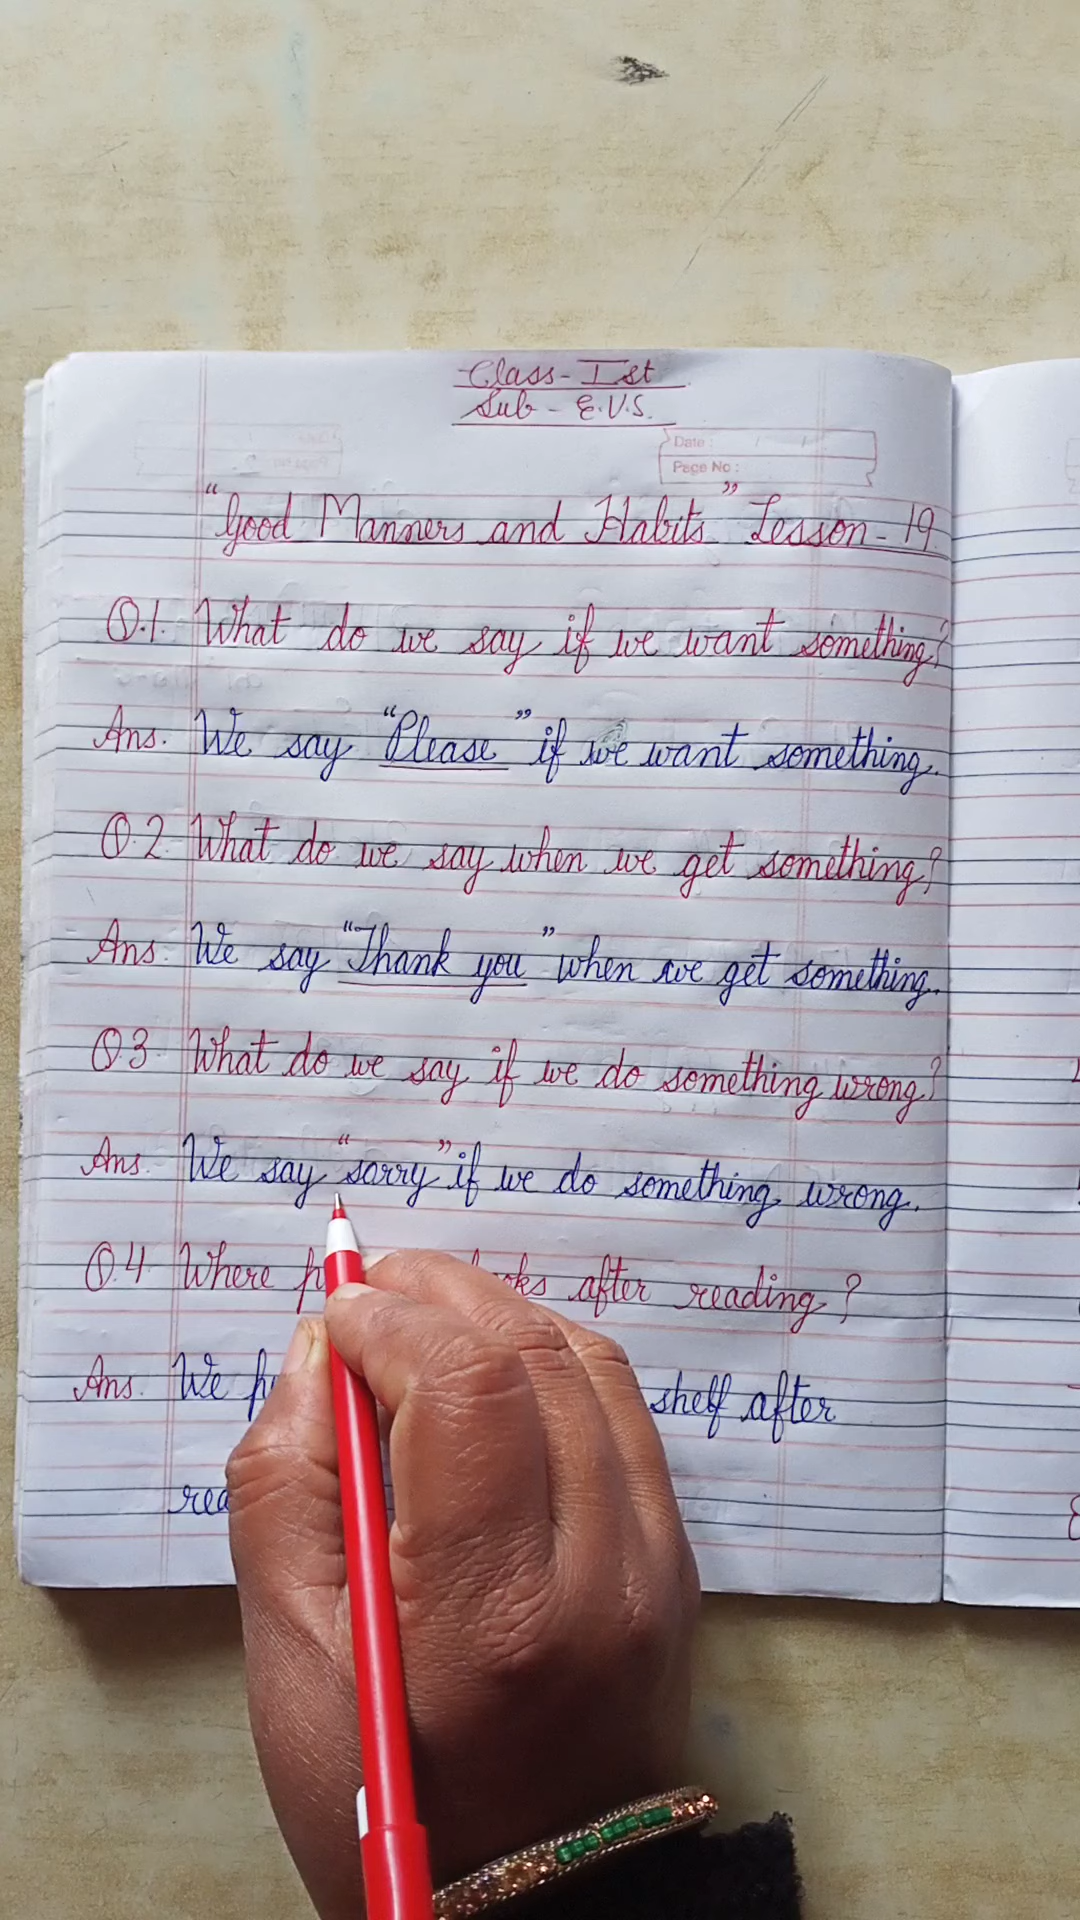 Class - Ist
Sub - E.V.S.
Date :
Page No :
"Good Manners and Habits" Lesson - 19
Q.1. What do we say if we want something?
Ans. We say "Please" if we want something.
Q.2 What do we say when we get something?
Ans. We say "Thank you" when we get something.
Q.3 What do we say if we do something wrong?
Ans. We say "sorry" if we do something wrong.
Q.4 Where after reading ?
Ans. We shelf after